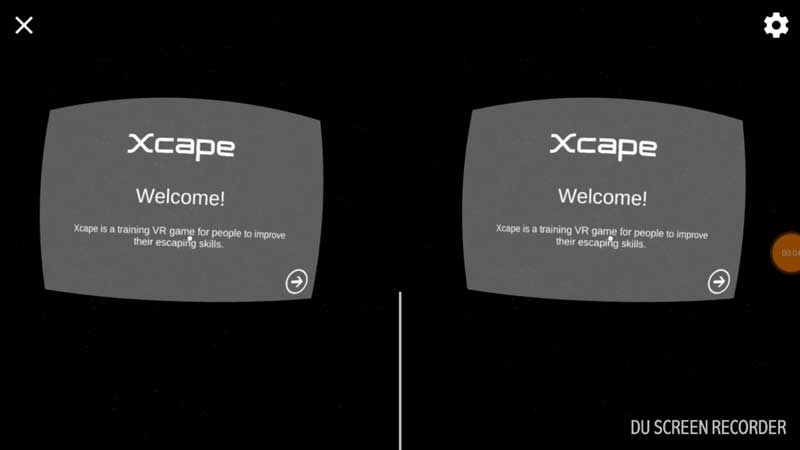 Xcape
Welcome!
Xcape is a training VR game for people to improve
their escaping skills.
Xcape
Welcome!
Xcape is a training VR game for people to improve
their escaping skills.
DU SCREEN RECORDER